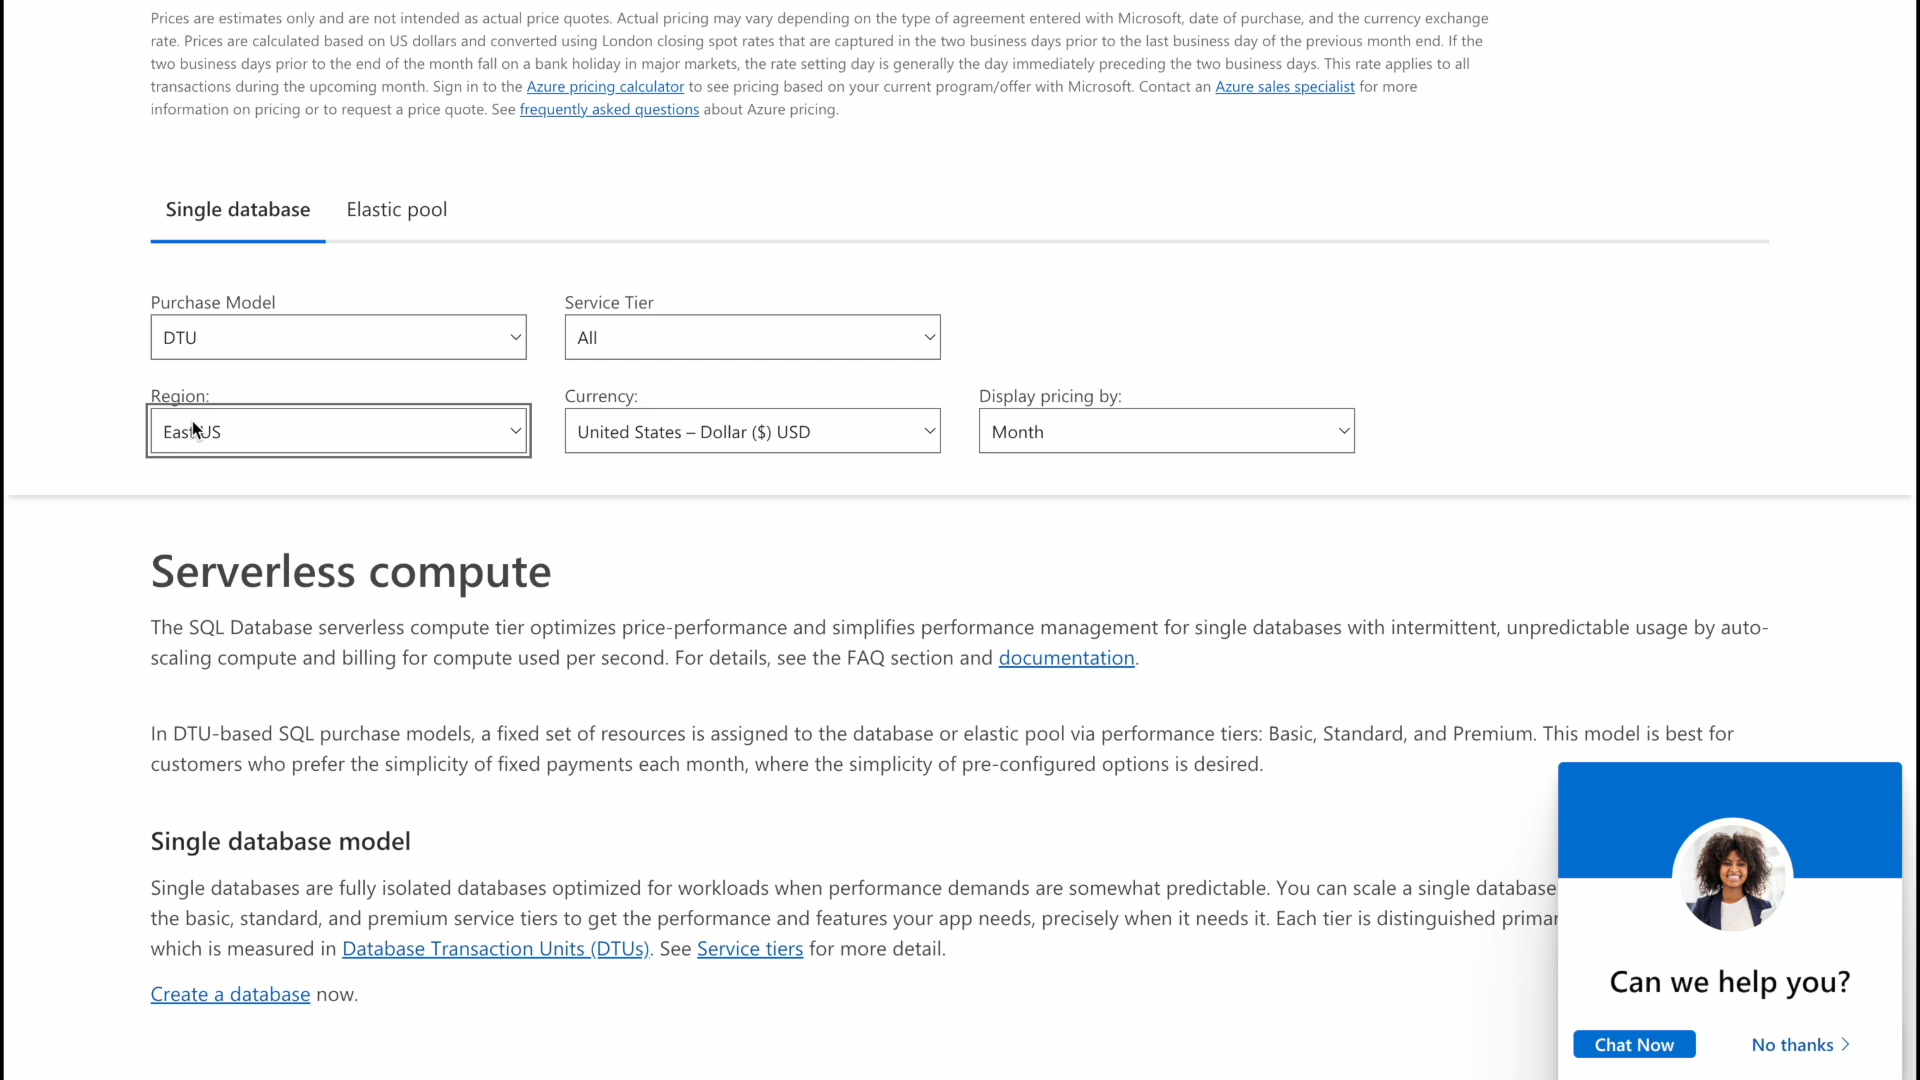 Prices are estimates only and are not intended as actual price quotes. Actual pricing may vary depending on the type of agreement entered with Microsoft, date of purchase, and the currency exchange
rate. Prices are calculated based on US dollars and converted using London closing spot rates that are captured in the two business days prior to the last business day of the previous month end. If the
two business days prior to the end of the month fall on a bank holiday in major markets, the rate setting day is generally the day immediately preceding the two business days. This rate applies to all
transactions during the upcoming month. Sign in to the Azure pricing calculator to see pricing based on your current program/offer with Microsoft. Contact an Azure sales specialist for more
information on pricing or to request a price quote. See frequently asked questions about Azure pricing.
Single database Elastic pool
Purchase Model Service Tier
DTU All
Region: Currency: Display pricing by:
East US United States – Dollar ($) USD Month
Serverless compute
The SQL Database serverless compute tier optimizes price-performance and simplifies performance management for single databases with intermittent, unpredictable usage by auto-
scaling compute and billing for compute used per second. For details, see the FAQ section and documentation.
In DTU-based SQL purchase models, a fixed set of resources is assigned to the database or elastic pool via performance tiers: Basic, Standard, and Premium. This model is best for
customers who prefer the simplicity of fixed payments each month, where the simplicity of pre-configured options is desired.
Single database model
Single databases are fully isolated databases optimized for workloads when performance demands are somewhat predictable. You can scale a single database
the basic, standard, and premium service tiers to get the performance and features your app needs, precisely when it needs it. Each tier is distinguished
which is measured in Database Transaction Units (DTUs). See Service tiers for more detail.
Create a database now.
Can we help you?
Chat Now No thanks